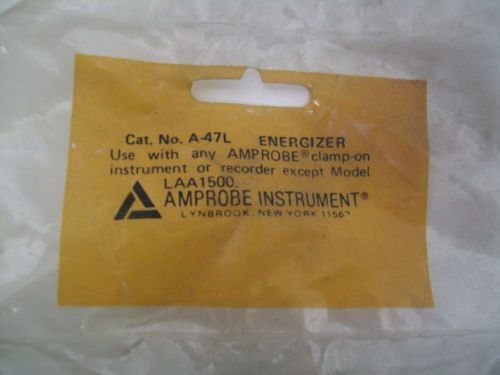 Cat. No. A-47L ENERGIZER
Use with any AMPROBE® clamp-on
instrument or recorder except Model
LAA1500.
AMPROBE INSTRUMENT®
LYNBROOK, NEW YORK 11563